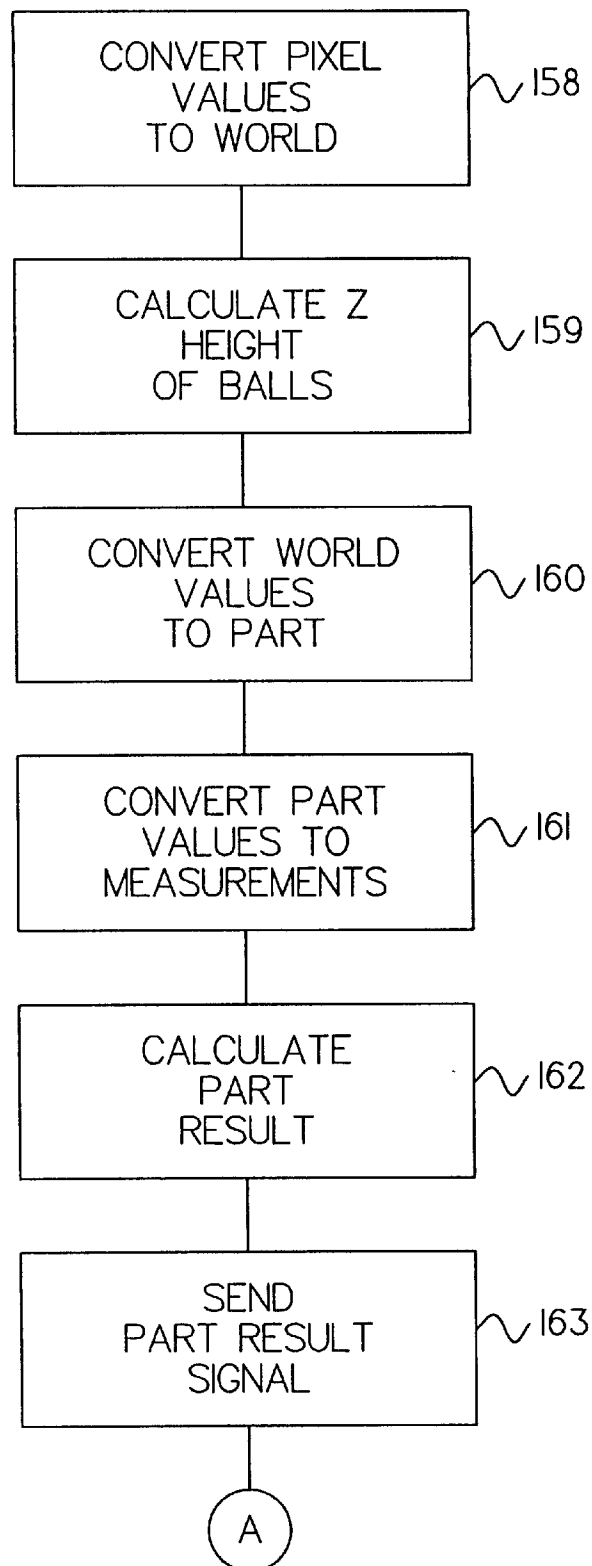 CONVERT PIXEL
VALUES
TO WORLD
158
CALCULATE Z
HEIGHT
OF BALLS
159
CONVERT WORLD
VALUES
TO PART
160
CONVERT PART
VALUES TO
MEASUREMENTS
161
CALCULATE
PART
RESULT
162
SEND
PART RESULT
SIGNAL
163
A